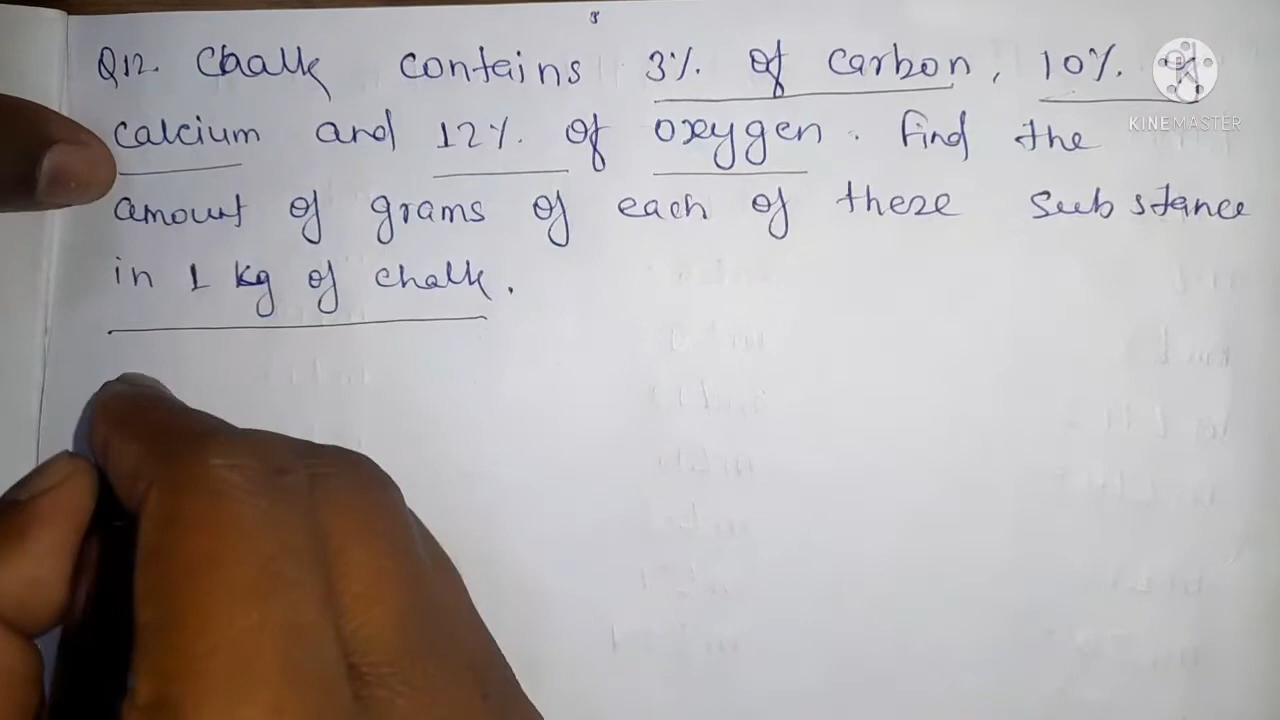 Q12. Chalk contains 3%. of carbon, 10%.
calcium and 12%. of oxygen. Find the
amount of grams of each of these substance
in 1 kg of chalk.
KINEMASTER